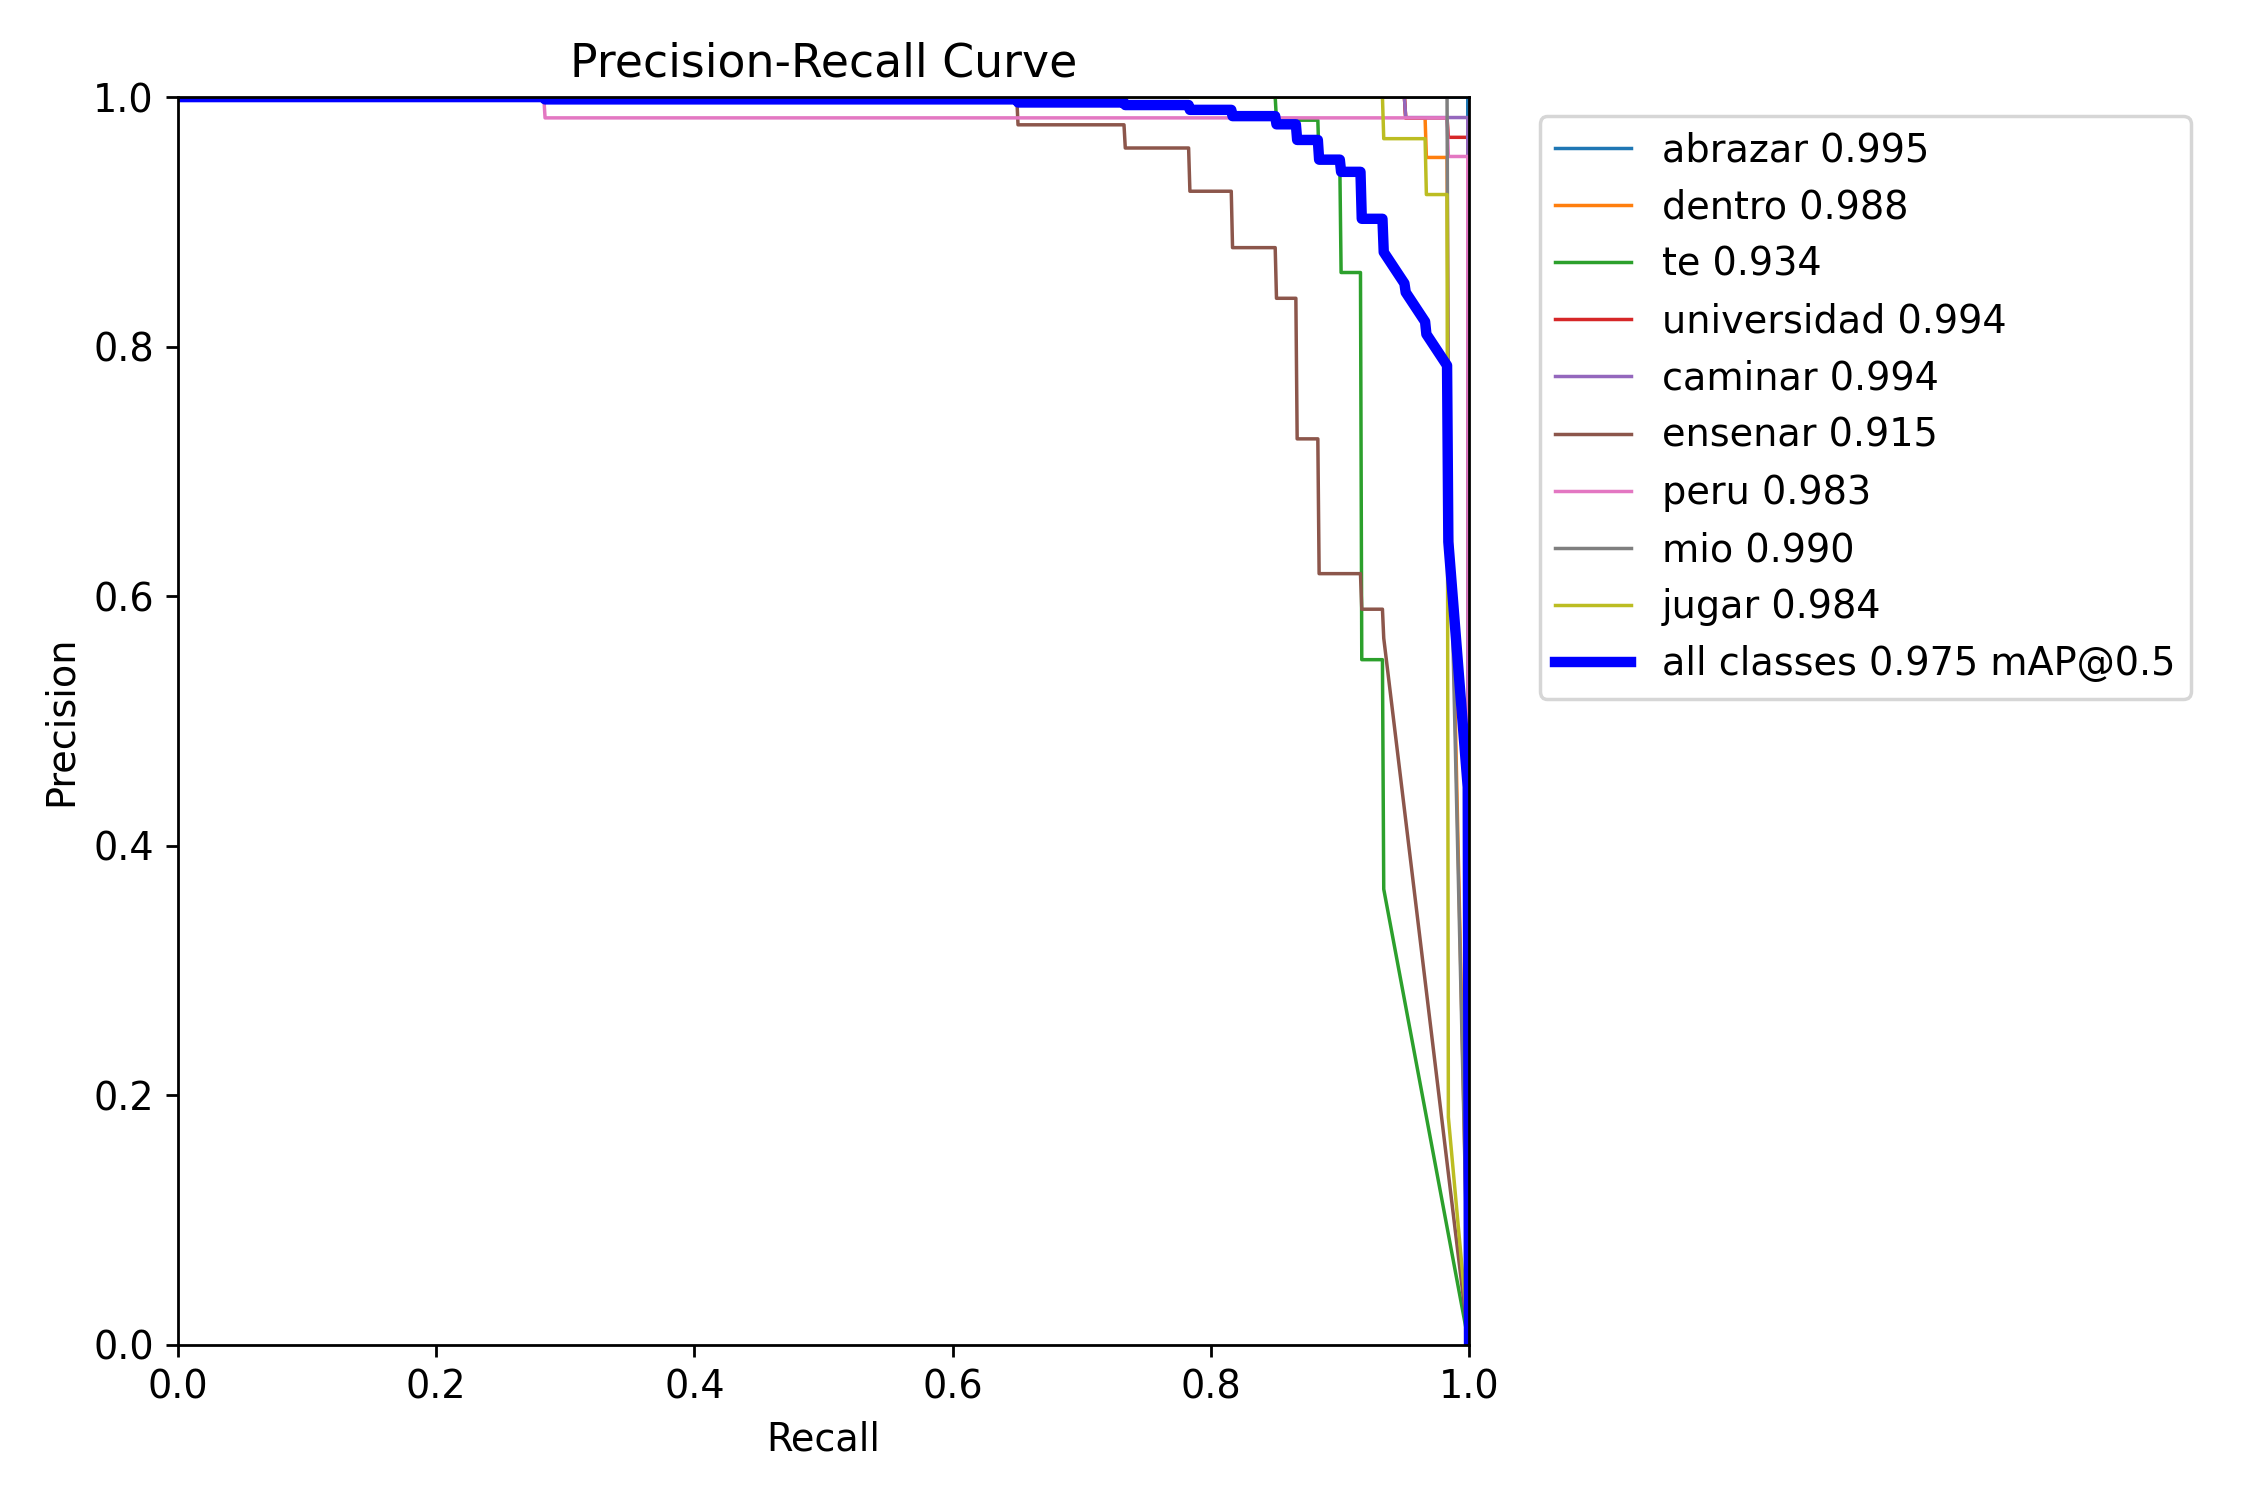 Precision-Recall Curve
1.0
0.8
0.6
0.4
0.2
0.0
Precision
0.0 0.2 0.4 0.6 0.8 1.0
Recall
abrazar 0.995
dentro 0.988
te 0.934
universidad 0.994
caminar 0.994
ensenar 0.915
peru 0.983
mio 0.990
jugar 0.984
all classes 0.975 mAP@0.5